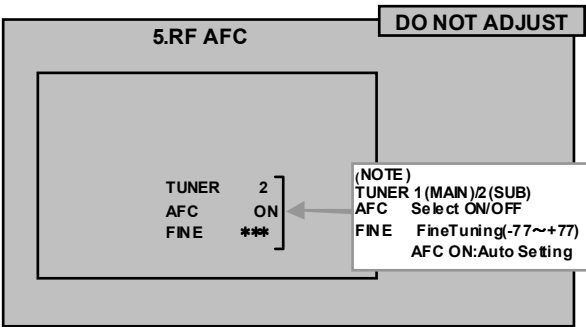 DO NOT ADJUST
5.RF AFC
TUNER 2
AFC ON
FINE ***
(NOTE)
TUNER 1(MAIN)/2(SUB)
AFC Select ON/OFF
FINE FineTuning(-77～+77)
AFC ON:Auto Setting